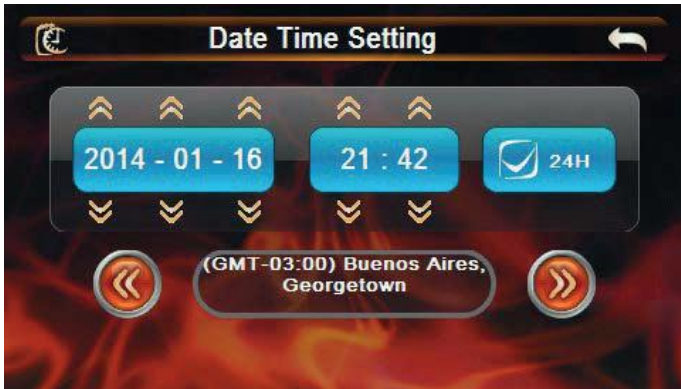 Date Time Setting
2014 - 01 - 16
21 : 42
24H
(GMT-03:00) Buenos Aires,
Georgetown